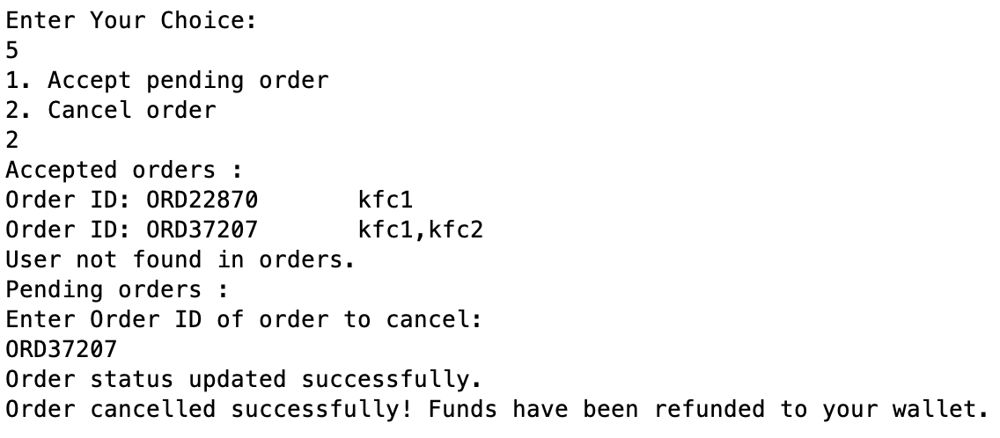 Enter Your Choice:
5
1. Accept pending order
2. Cancel order
2
Accepted orders :
Order ID: ORD22870       kfc1
Order ID: ORD37207       kfc1,kfc2
User not found in orders.
Pending orders :
Enter Order ID of order to cancel:
ORD37207
Order status updated successfully.
Order cancelled successfully! Funds have been refunded to your wallet.